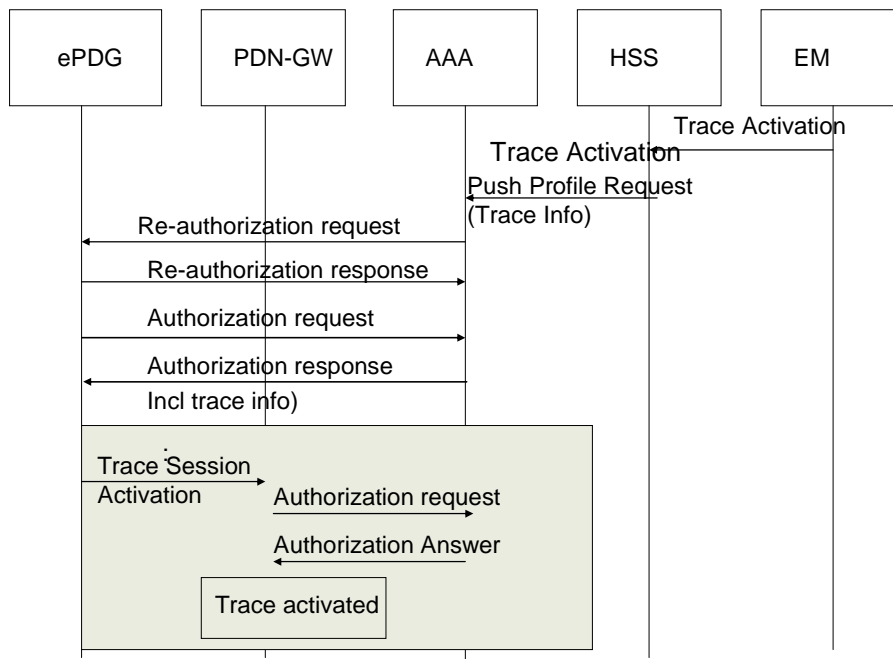 ePDG
PDN-GW
AAA
HSS
EM
Trace Activation
Trace Activation
Push Profile Request
(Trace Info)
Re-authorization request
Re-authorization response
Authorization request
Authorization response
Incl trace info)
:
Trace Session
Activation
Authorization request
Authorization Answer
Trace activated